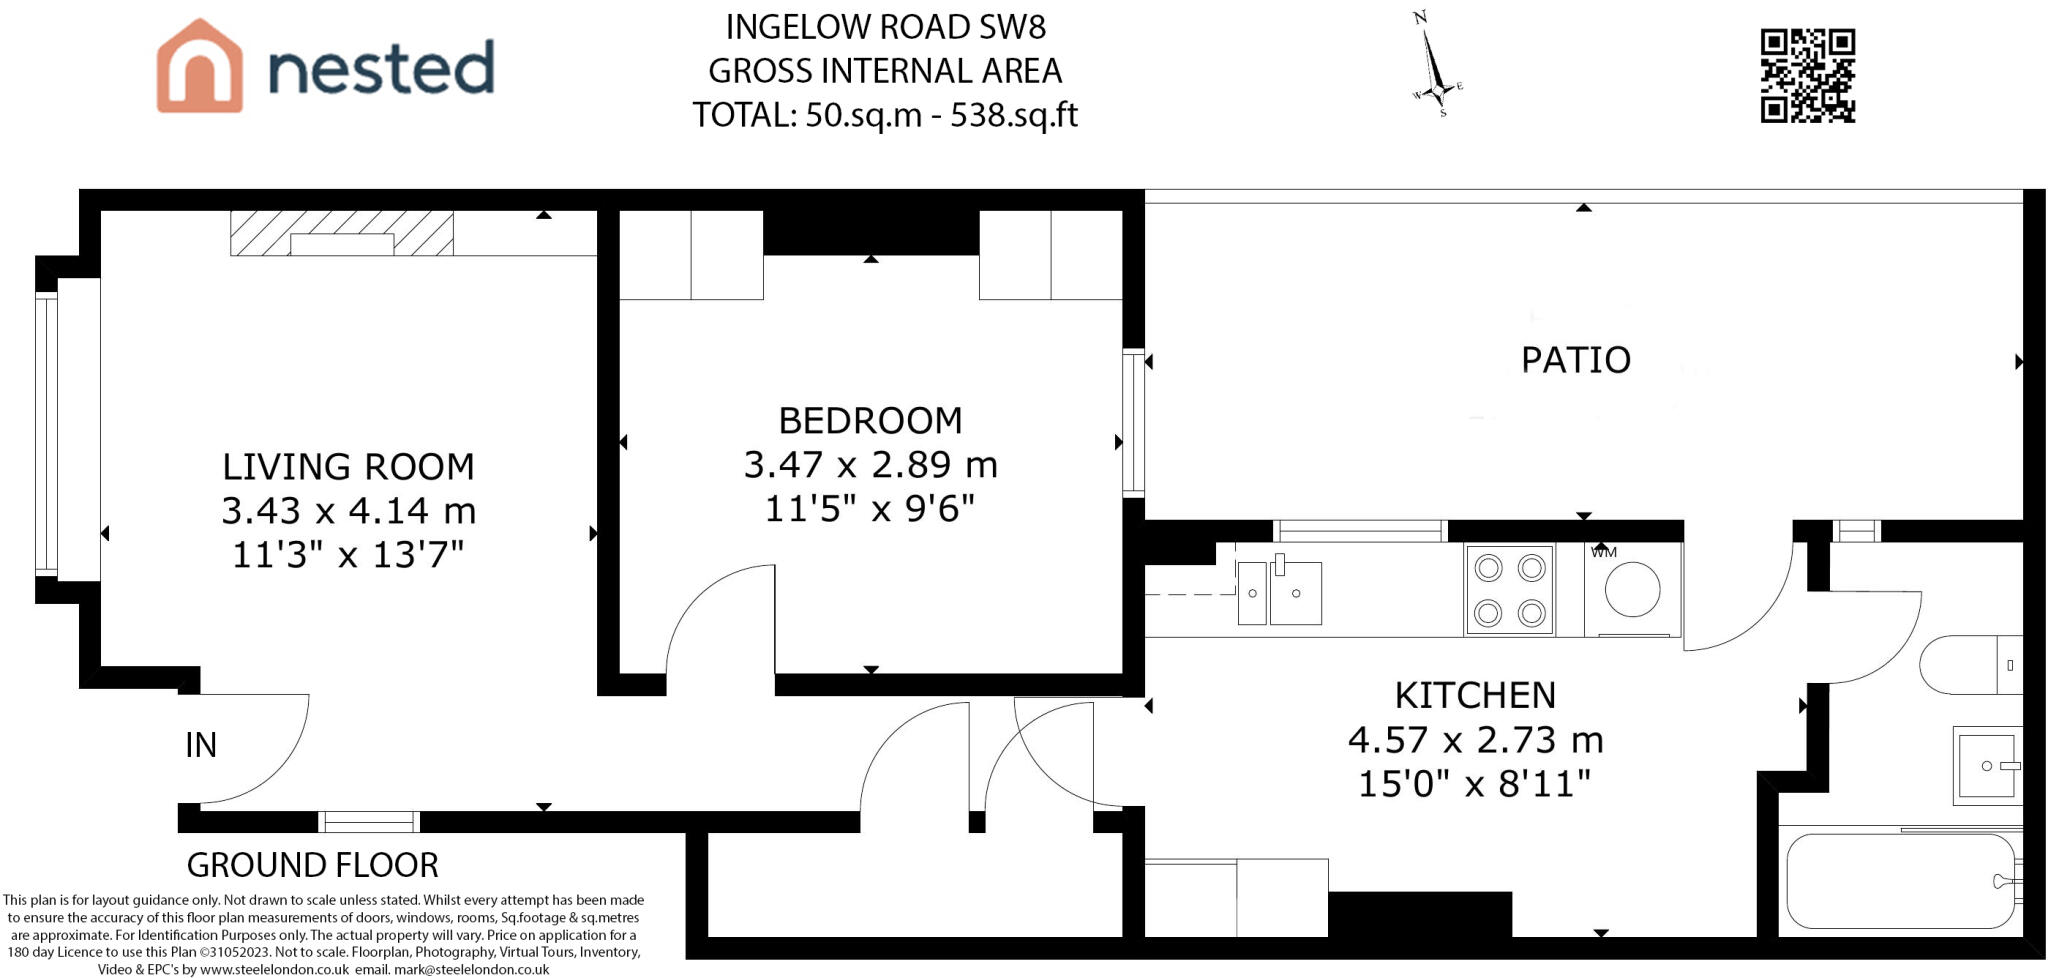 nested
INGELOW ROAD SW8
GROSS INTERNAL AREA
TOTAL: 50.sq.m - 538.sq.ft
N
W
E
S
PATIO
BEDROOM
3.47 x 2.89 m
11'5" x 9'6"
LIVING ROOM
3.43 x 4.14 m
11'3" x 13'7"
WM
KITCHEN
4.57 x 2.73 m
15'0" x 8'11"
IN
GROUND FLOOR
This plan is for layout guidance only. Not drawn to scale unless stated. Whilst every attempt has been made
to ensure the accuracy of this floor plan measurements of doors, windows, rooms, Sq.footage & sq.metres
are approximate. For Identification Purposes only. The actual property will vary. Price on application for a
180 day Licence to use this Plan ©31052023. Not to scale. Floorplan, Photography, Virtual Tours, Inventory,
Video & EPC's by www.steelelondon.co.uk email. mark@steelelondon.co.uk